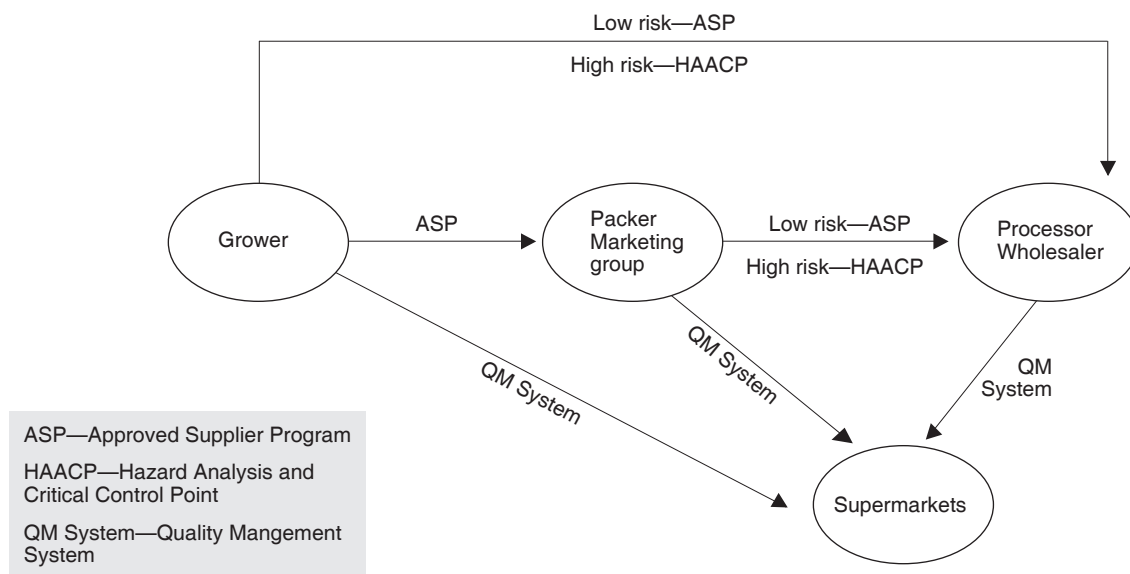 Low risk—ASP
High risk—HAACP
Grower
ASP
Packer
Marketing
group
Low risk—ASP
High risk—HAACP
Processor
Wholesaler
QM System
QM System
QM
System
Supermarkets
ASP—Approved Supplier Program
HAACP—Hazard Analysis and
Critical Control Point
QM System—Quality Mangement
System